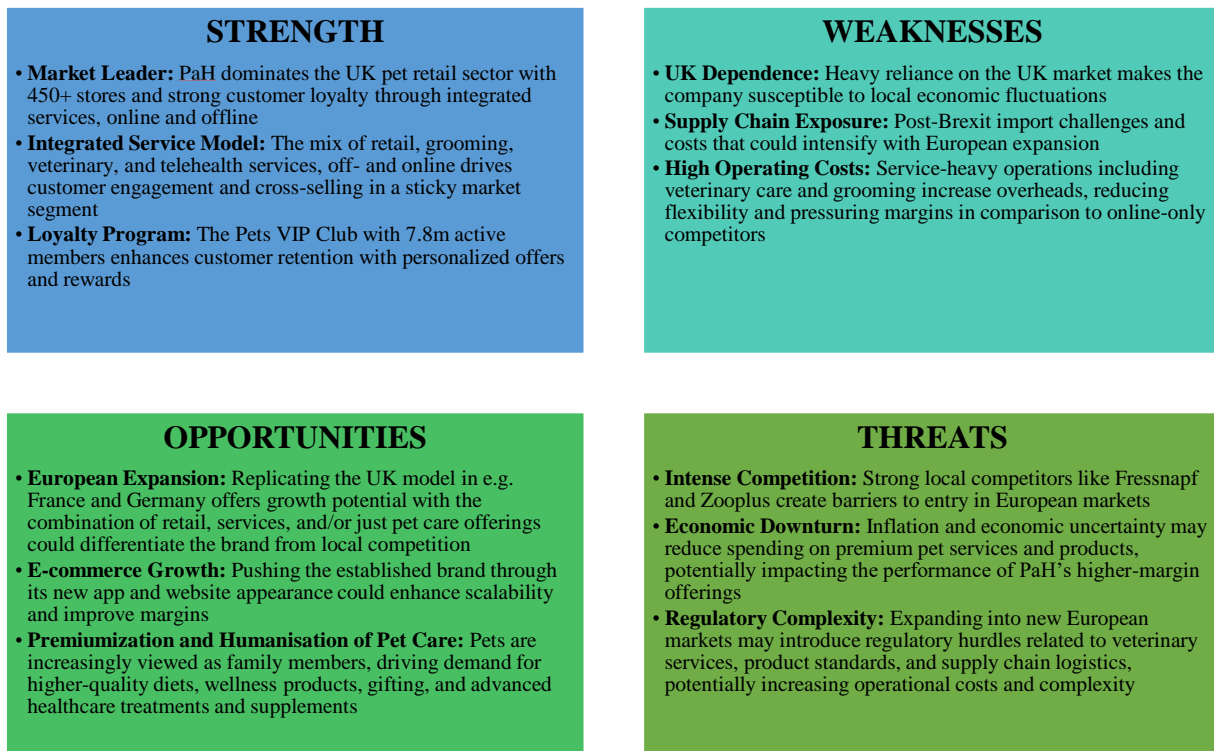 STRENGTH
• Market Leader: PaH dominates the UK pet retail sector with
450+ stores and strong customer loyalty through integrated
services, online and offline
• Integrated Service Model: The mix of retail, grooming,
veterinary, and telehealth services, off- and online drives
customer engagement and cross-selling in a sticky market
segment
• Loyalty Program: The Pets VIP Club with 7.8m active
members enhances customer retention with personalized offers
and rewards
WEAKNESSES
• UK Dependence: Heavy reliance on the UK market makes the
company susceptible to local economic fluctuations
• Supply Chain Exposure: Post-Brexit import challenges and
costs that could intensify with European expansion
• High Operating Costs: Service-heavy operations including
veterinary care and grooming increase overheads, reducing
flexibility and pressuring margins in comparison to online-only
competitors
OPPORTUNITIES
• European Expansion: Replicating the UK model in e.g.
France and Germany offers growth potential with the
combination of retail, services, and/or just pet care offerings
could differentiate the brand from local competition
• E-commerce Growth: Pushing the established brand through
its new app and website appearance could enhance scalability
and improve margins
• Premiumization and Humanisation of Pet Care: Pets are
increasingly viewed as family members, driving demand for
higher-quality diets, wellness products, gifting, and advanced
healthcare treatments and supplements
THREATS
• Intense Competition: Strong local competitors like Fressnapf
and Zooplus create barriers to entry in European markets
• Economic Downturn: Inflation and economic uncertainty may
reduce spending on premium pet services and products,
potentially impacting the performance of PaH’s higher-margin
offerings
• Regulatory Complexity: Expanding into new European
markets may introduce regulatory hurdles related to veterinary
services, product standards, and supply chain logistics,
potentially increasing operational costs and complexity